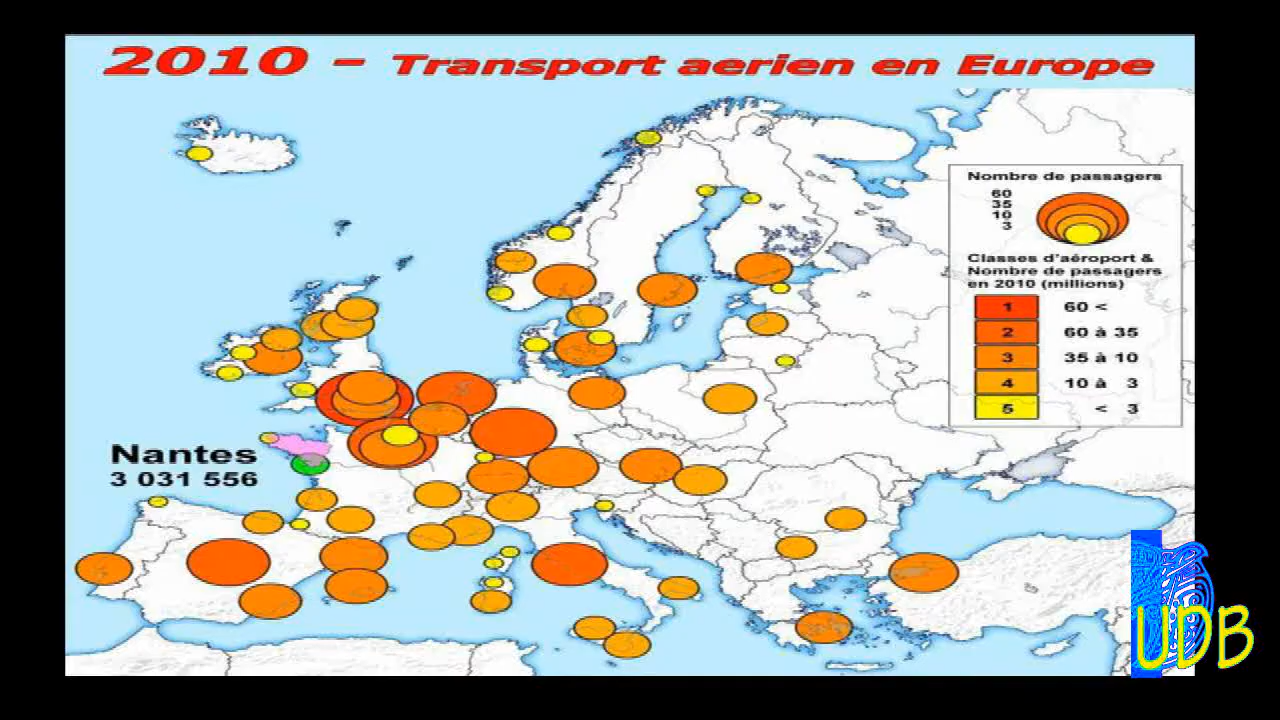 2010 - Transport aerien en Europe
Nombre de passagers
60
35
10
3
Classes d'aéroport &
Nombre de passagers
en 2010 (millions)
1 60 <
2 60 à 35
3 35 à 10
4 10 à 3
5 < 3
Nantes
3 031 556
UDB